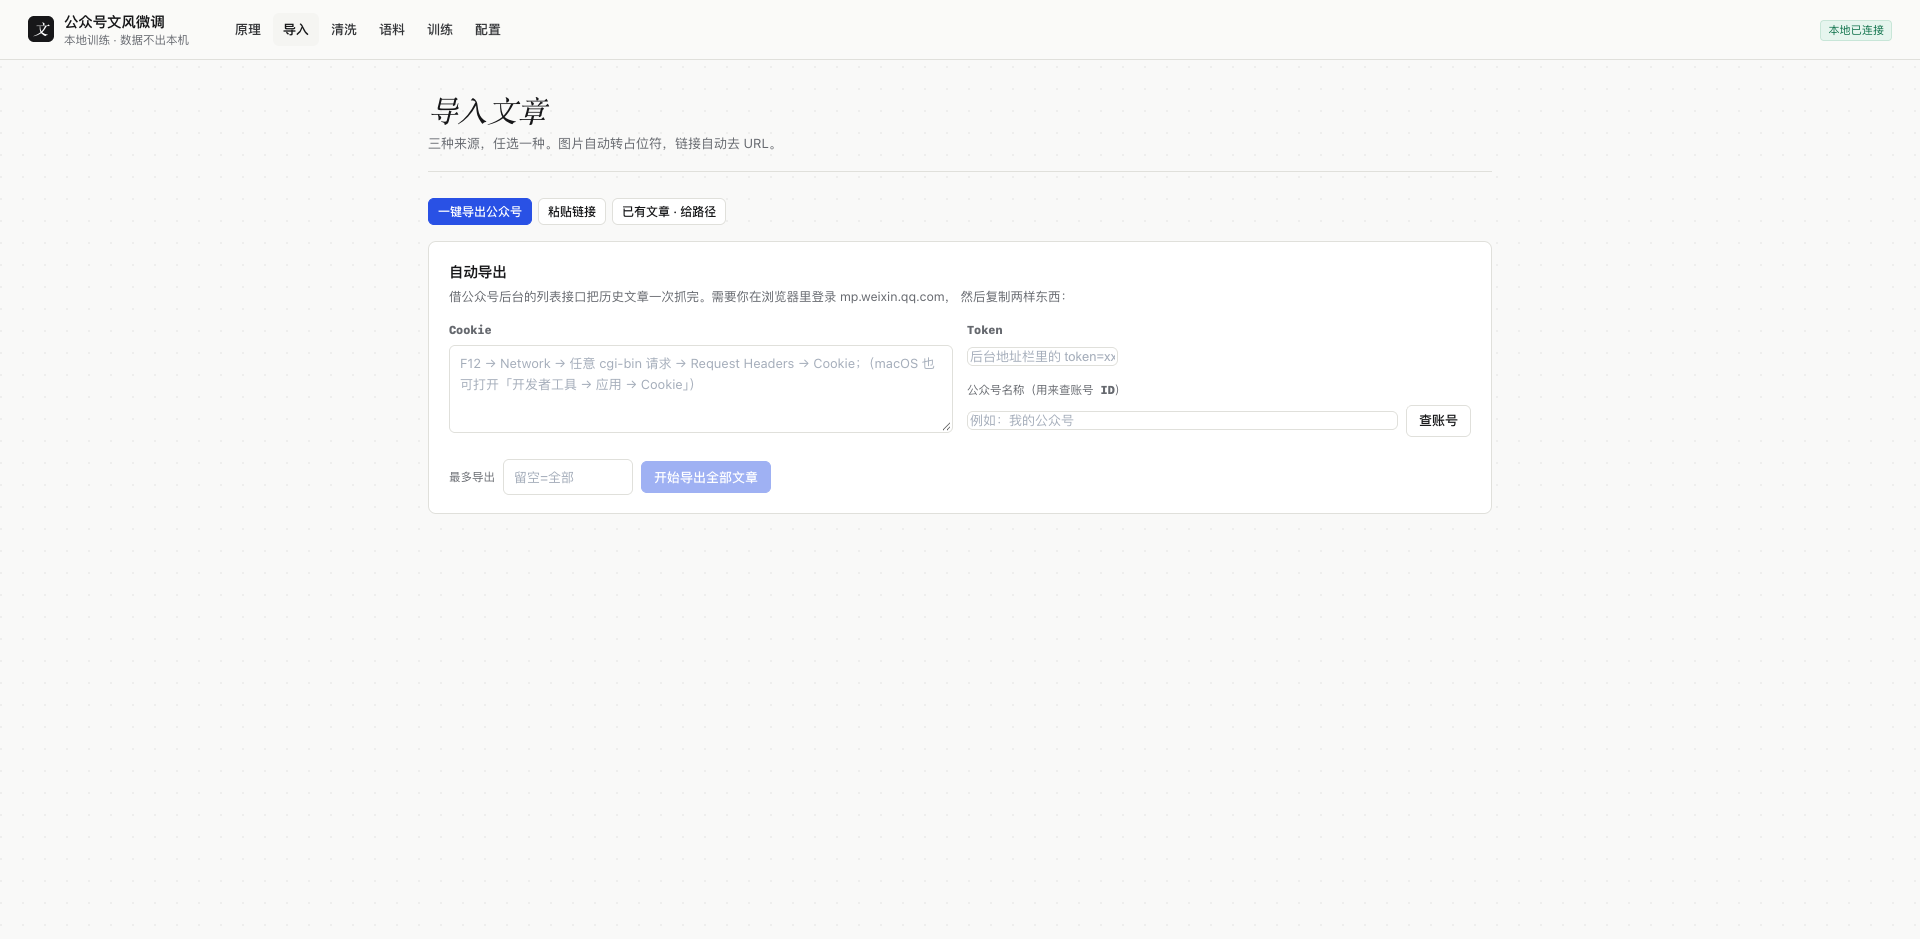 文
公众号文风微调
本地训练 · 数据不出本机
原理
导入
清洗
语料
训练
配置
本地已连接
导入文章
三种来源，任选一种。图片自动转占位符，链接自动去 URL。
一键导出公众号
粘贴链接
已有文章 · 给路径
自动导出
借公众号后台的列表接口把历史文章一次抓完。需要你在浏览器里登录 mp.weixin.qq.com， 然后复制两样东西：
Cookie
F12 → Network → 任意 cgi-bin 请求 → Request Headers → Cookie；（macOS 也
可打开「开发者工具 → 应用 → Cookie」）
Token
后台地址栏里的 token=xx
公众号名称（用来查账号 ID）
例如：我的公众号
查账号
最多导出
留空=全部
开始导出全部文章